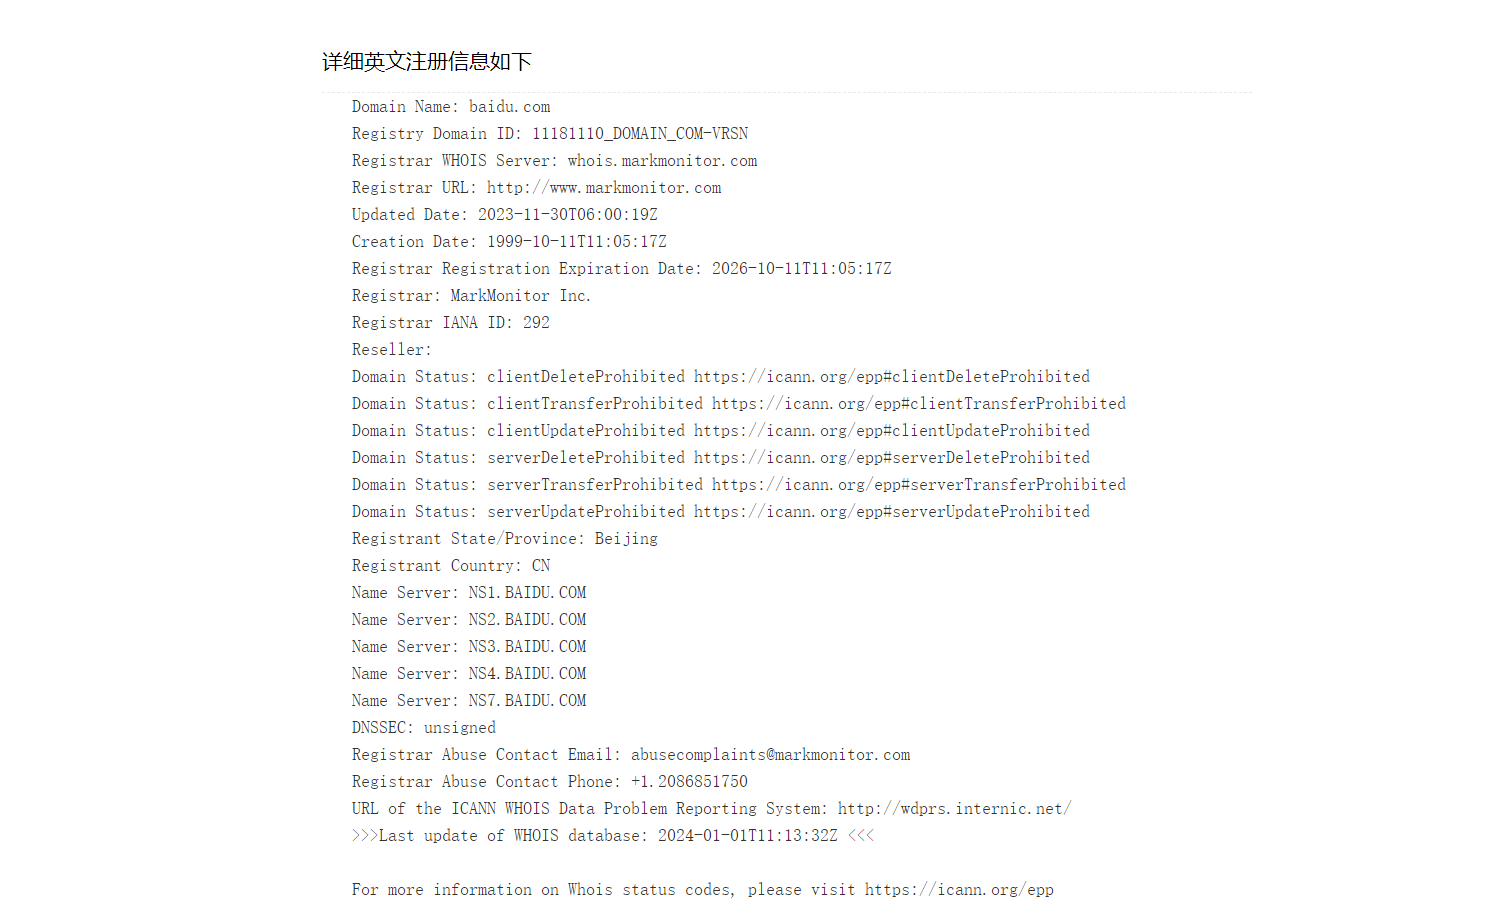 详细英文注册信息如下
Domain Name: baidu.com
Registry Domain ID: 11181110_DOMAIN_COM-VRSN
Registrar WHOIS Server: whois.markmonitor.com
Registrar URL: http://www.markmonitor.com
Updated Date: 2023-11-30T06:00:19Z
Creation Date: 1999-10-11T11:05:17Z
Registrar Registration Expiration Date: 2026-10-11T11:05:17Z
Registrar: MarkMonitor Inc.
Registrar IANA ID: 292
Reseller:
Domain Status: clientDeleteProhibited https://icann.org/epp#clientDeleteProhibited
Domain Status: clientTransferProhibited https://icann.org/epp#clientTransferProhibited
Domain Status: clientUpdateProhibited https://icann.org/epp#clientUpdateProhibited
Domain Status: serverDeleteProhibited https://icann.org/epp#serverDeleteProhibited
Domain Status: serverTransferProhibited https://icann.org/epp#serverTransferProhibited
Domain Status: serverUpdateProhibited https://icann.org/epp#serverUpdateProhibited
Registrant State/Province: Beijing
Registrant Country: CN
Name Server: NS1.BAIDU.COM
Name Server: NS2.BAIDU.COM
Name Server: NS3.BAIDU.COM
Name Server: NS4.BAIDU.COM
Name Server: NS7.BAIDU.COM
DNSSEC: unsigned
Registrar Abuse Contact Email: abusecomplaints@markmonitor.com
Registrar Abuse Contact Phone: +1.2086851750
URL of the ICANN WHOIS Data Problem Reporting System: http://wdprs.internic.net/
>>>Last update of WHOIS database: 2024-01-01T11:13:32Z <<<
For more information on Whois status codes, please visit https://icann.org/epp